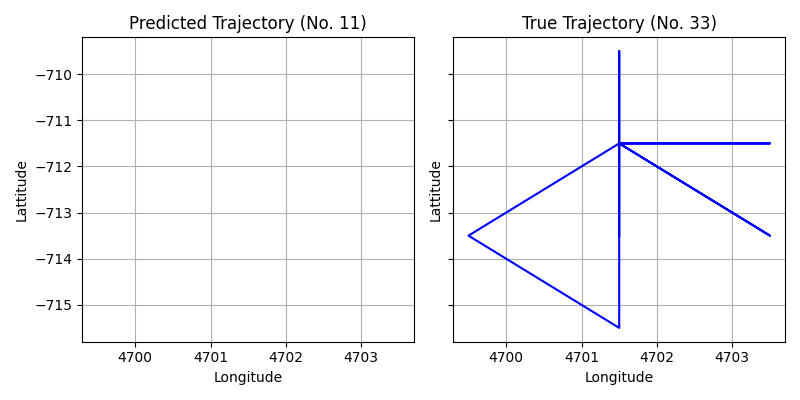 Predicted Trajectory (No. 11)
True Trajectory (No. 33)
−710
−711
−712
−713
−714
−715
Lattitude
Lattitude
4700 4701 4702 4703
4700 4701 4702 4703
Longitude
Longitude